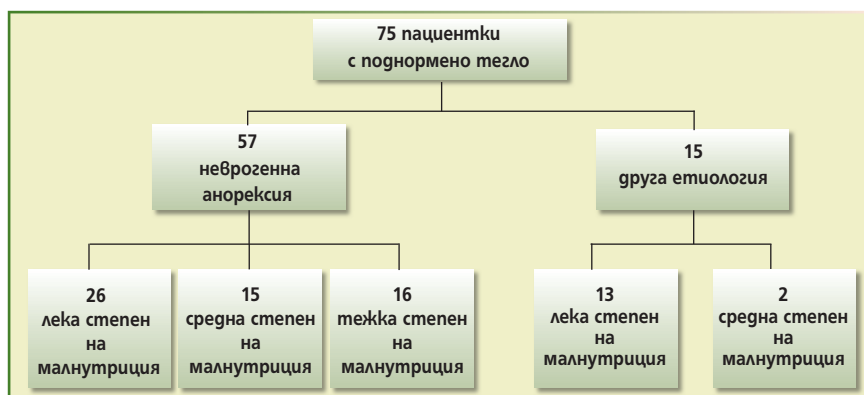 75 пациентки
с поднормено тегло
57
неврогенна
анорексия
15
друга етиология
26
лека степен
на
малнутриция
15
средна степен
на
малнутриция
16
тежка степен
на
малнутриция
13
лека степен
на
малнутриция
2
средна степен
на
малнутриция